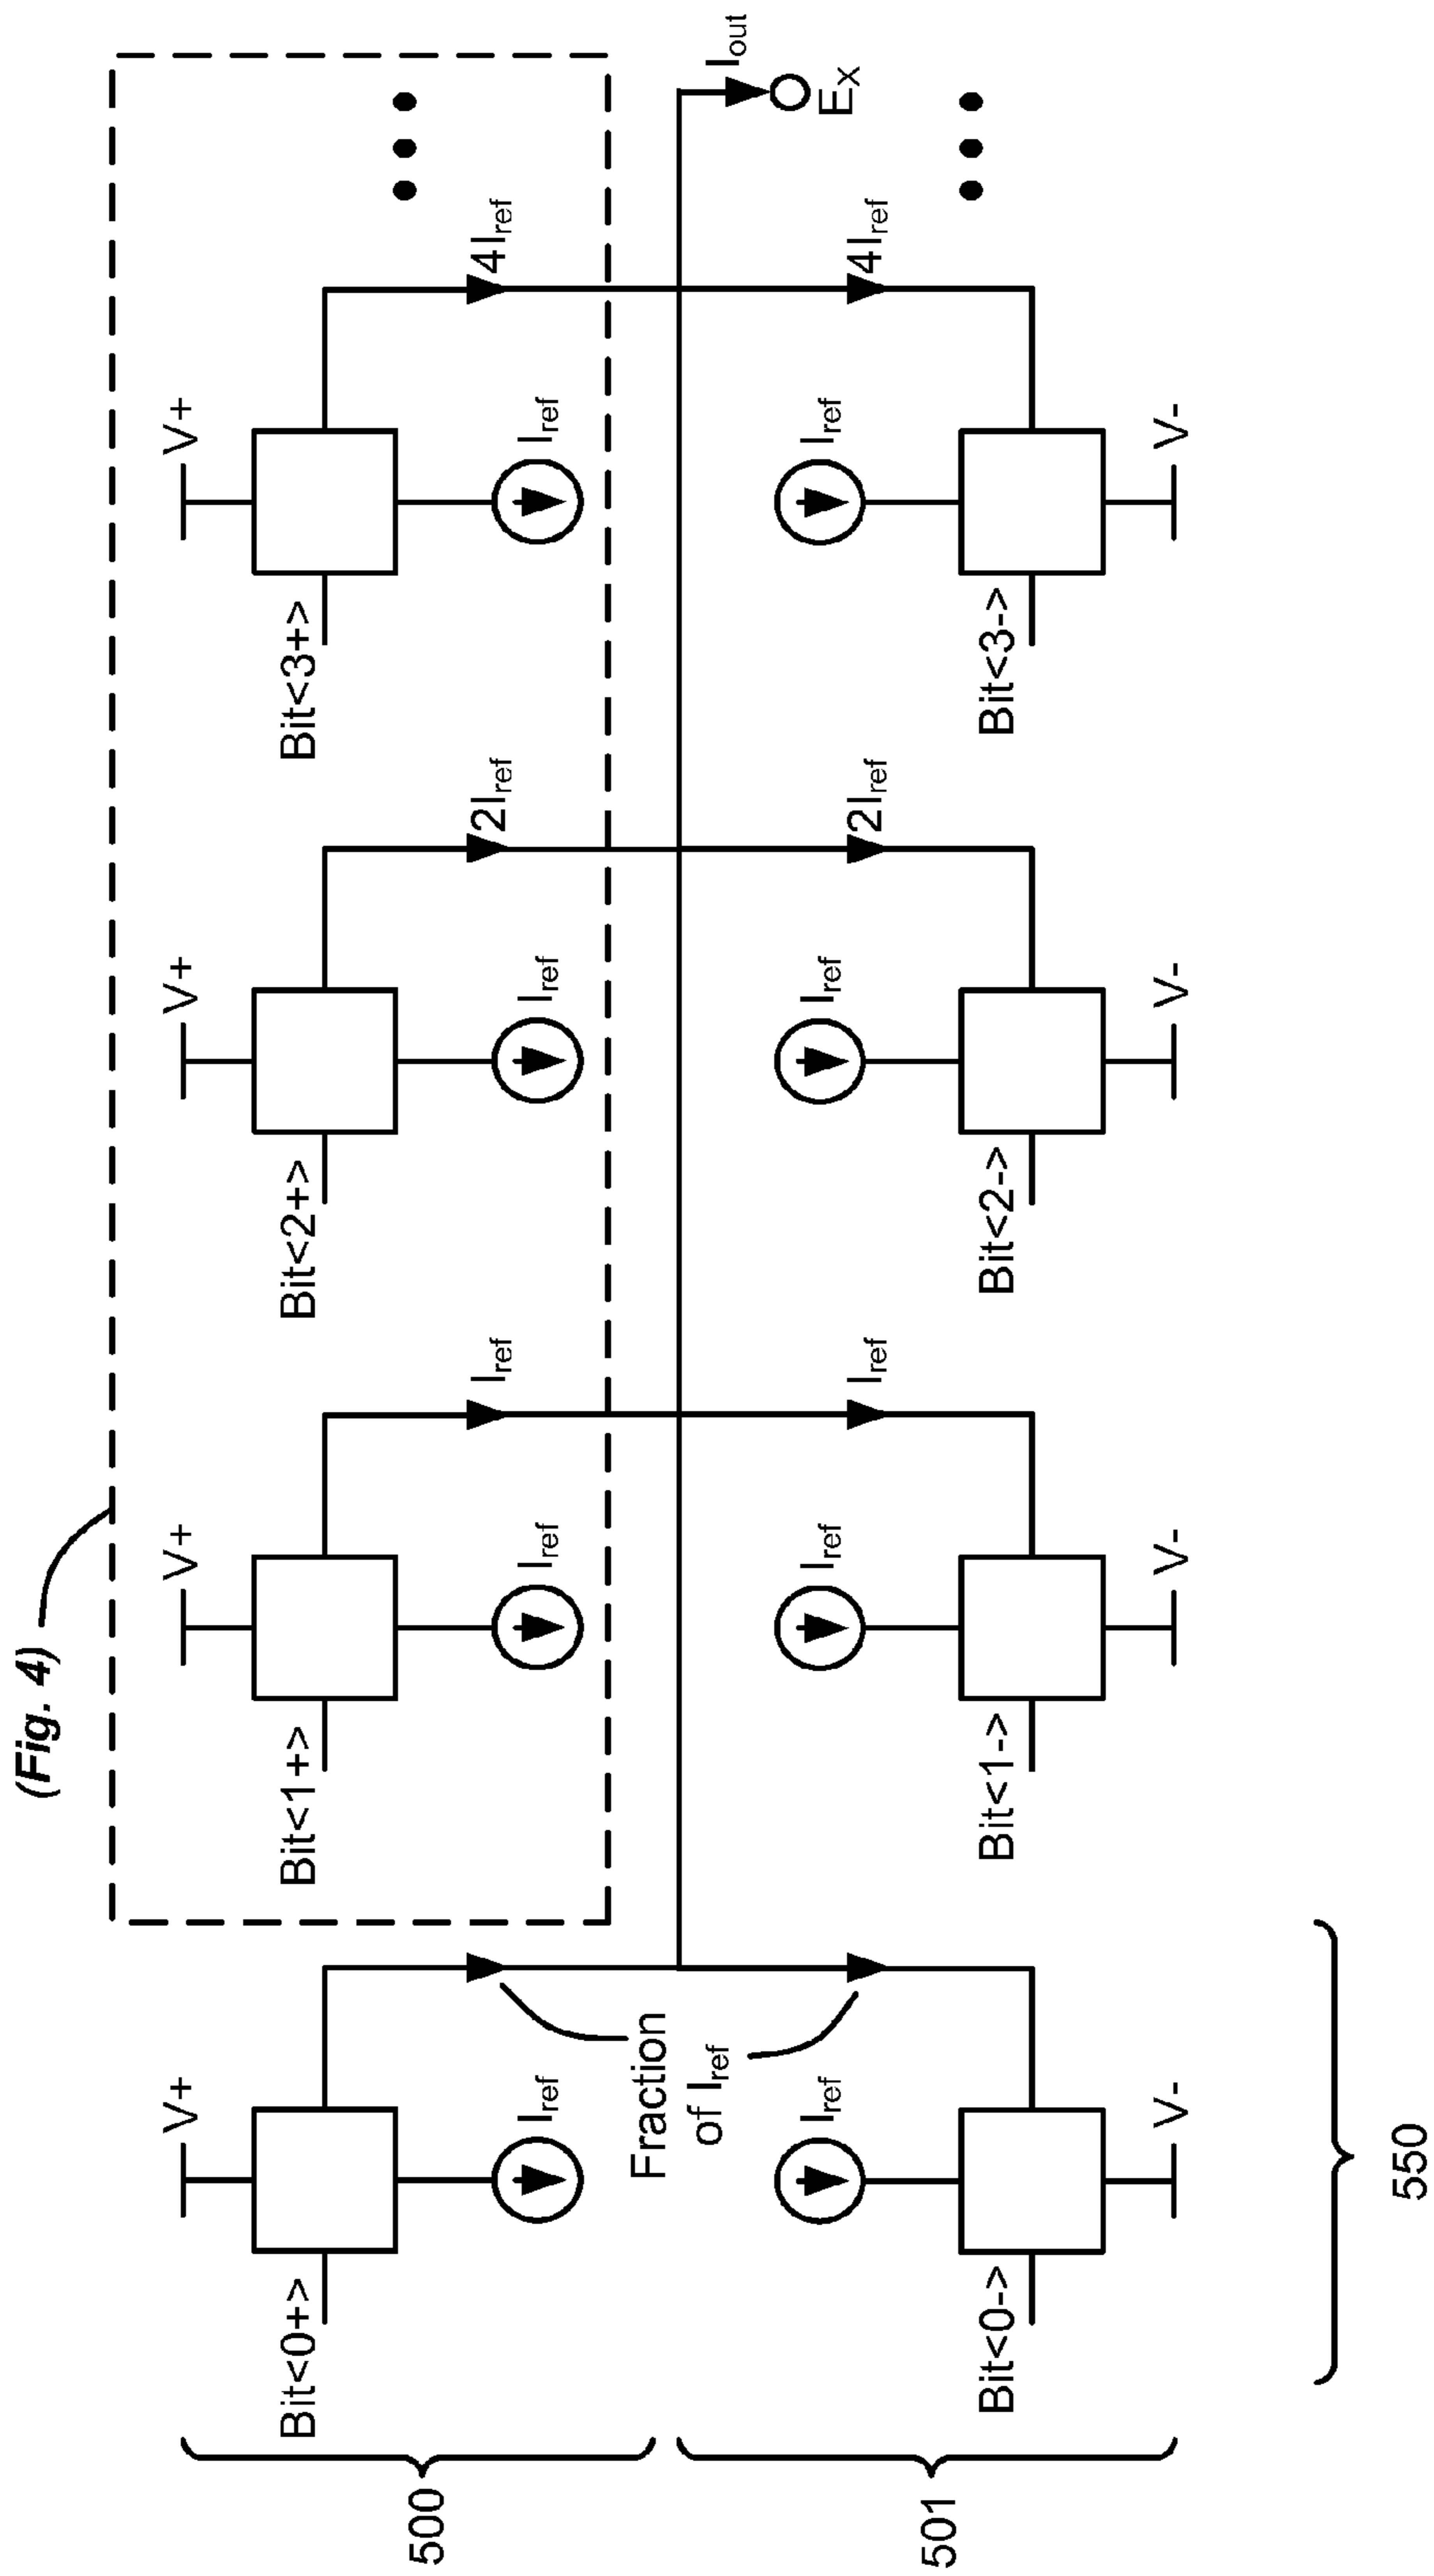 (Fig. 4)
V+
V+
V+
V+
Bit<0+>
Bit<1+>
Bit<2+>
Bit<3+>
Iref
2Iref
4Iref
Iref
Iref
Iref
Iref
500
Fraction
of Iref
Iout
Ex
Iref
Iref
Iref
Iref
Iref
2Iref
4Iref
Bit<0->
Bit<1->
Bit<2->
Bit<3->
501
V-
V-
V-
V-
550